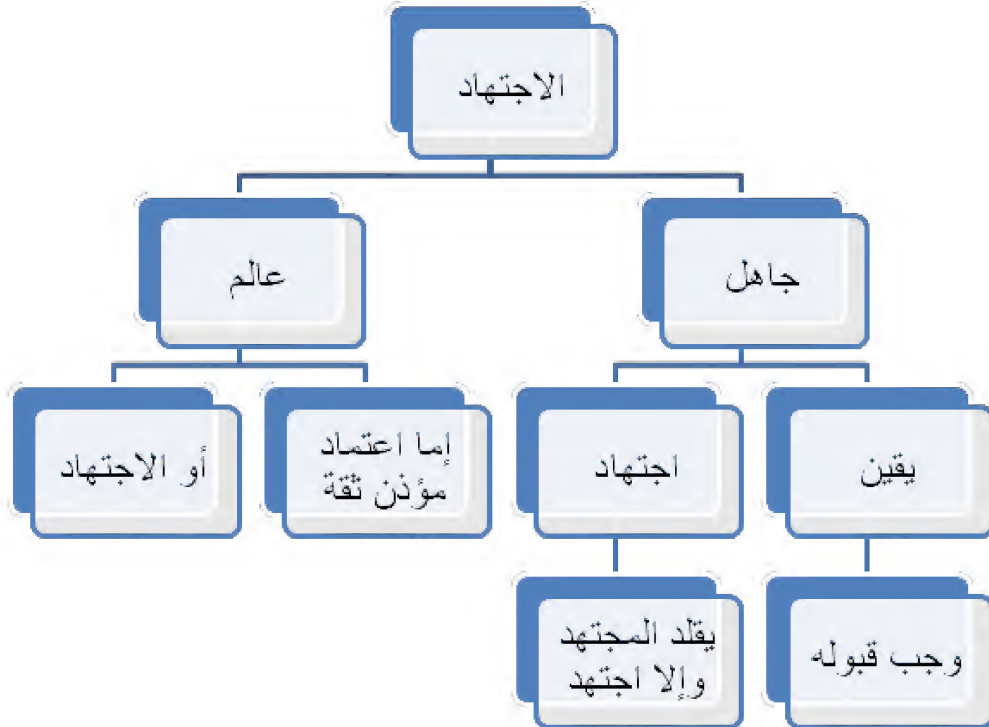 الاجتهاد
جاهل
عالم
يقين
اجتهاد
إما اعتماد
مؤذن ثقة
أو الاجتهاد
وجب قبوله
يقلد المجتهد
وإلا اجتهد